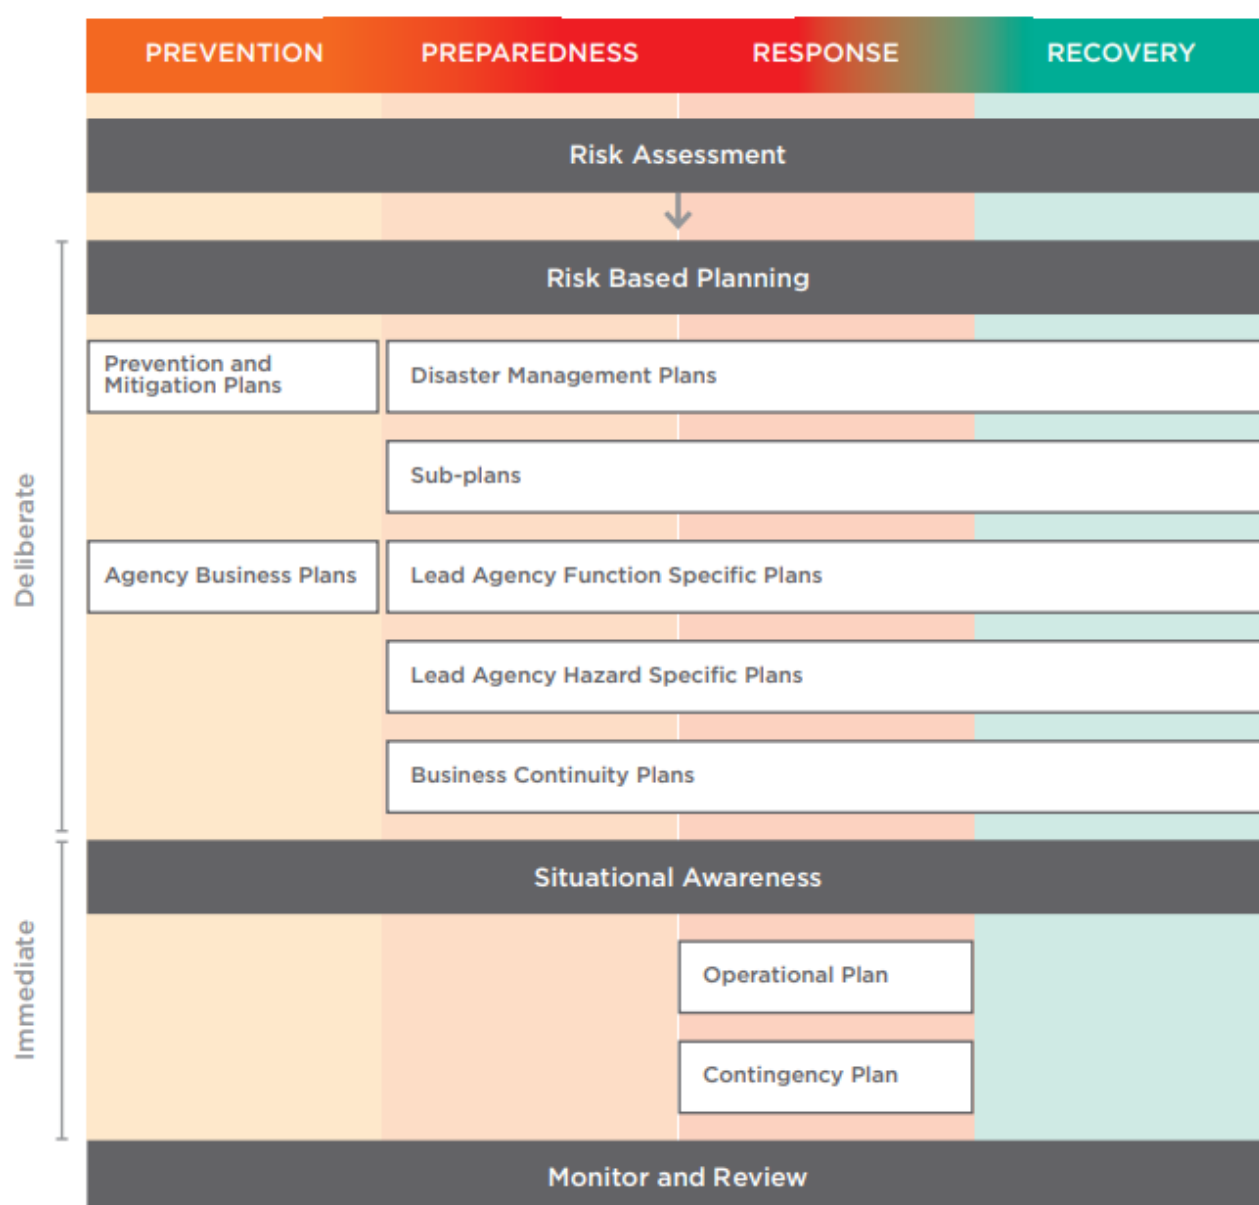 PREVENTION
PREPAREDNESS
RESPONSE
RECOVERY
Risk Assessment
Risk Based Planning
Deliberate
Prevention and
Mitigation Plans
Disaster Management Plans
Sub-plans
Agency Business Plans
Lead Agency Function Specific Plans
Lead Agency Hazard Specific Plans
Business Continuity Plans
Situational Awareness
Immediate
Operational Plan
Contingency Plan
Monitor and Review